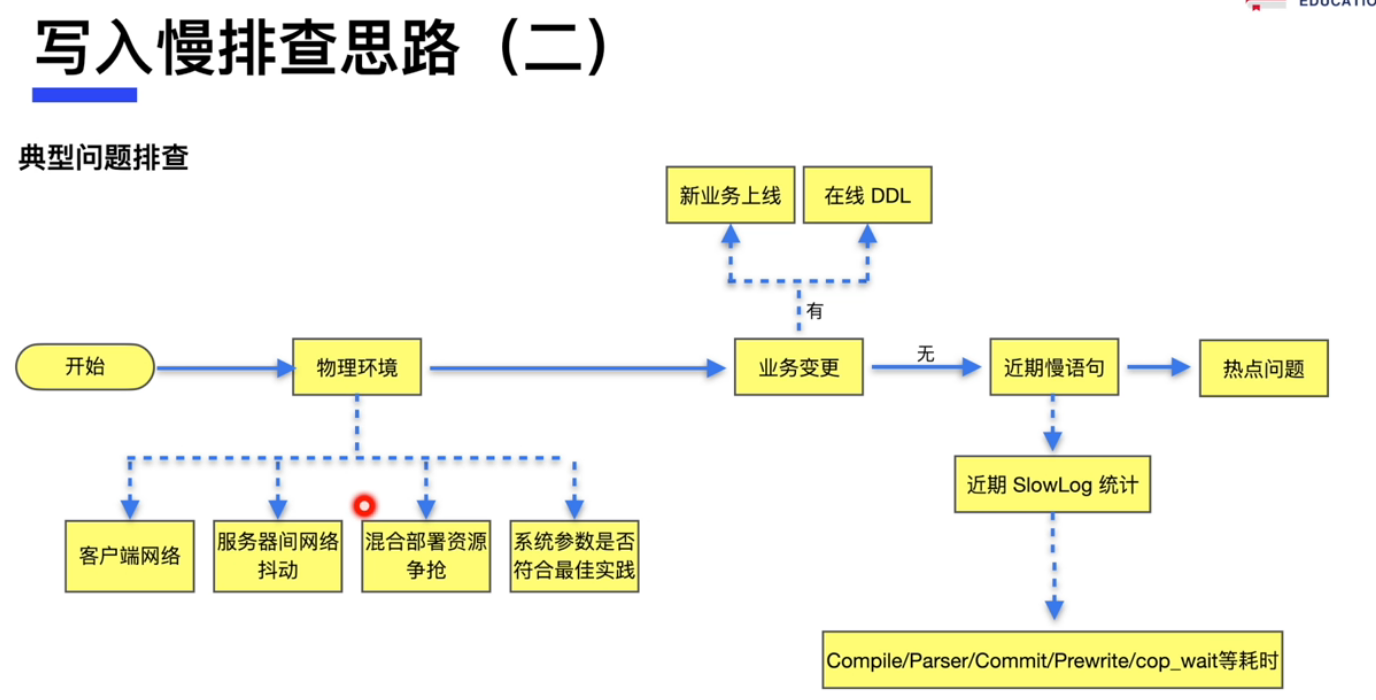 EDUCATIO
写入慢排查思路（二）
典型问题排查
新业务上线
在线 DDL
有
开始
物理环境
业务变更
无
近期慢语句
热点问题
近期 SlowLog 统计
客户端网络
服务器间网络
抖动
混合部署资源
争抢
系统参数是否
符合最佳实践
Compile/Parser/Commit/Prewrite/cop_wait等耗时